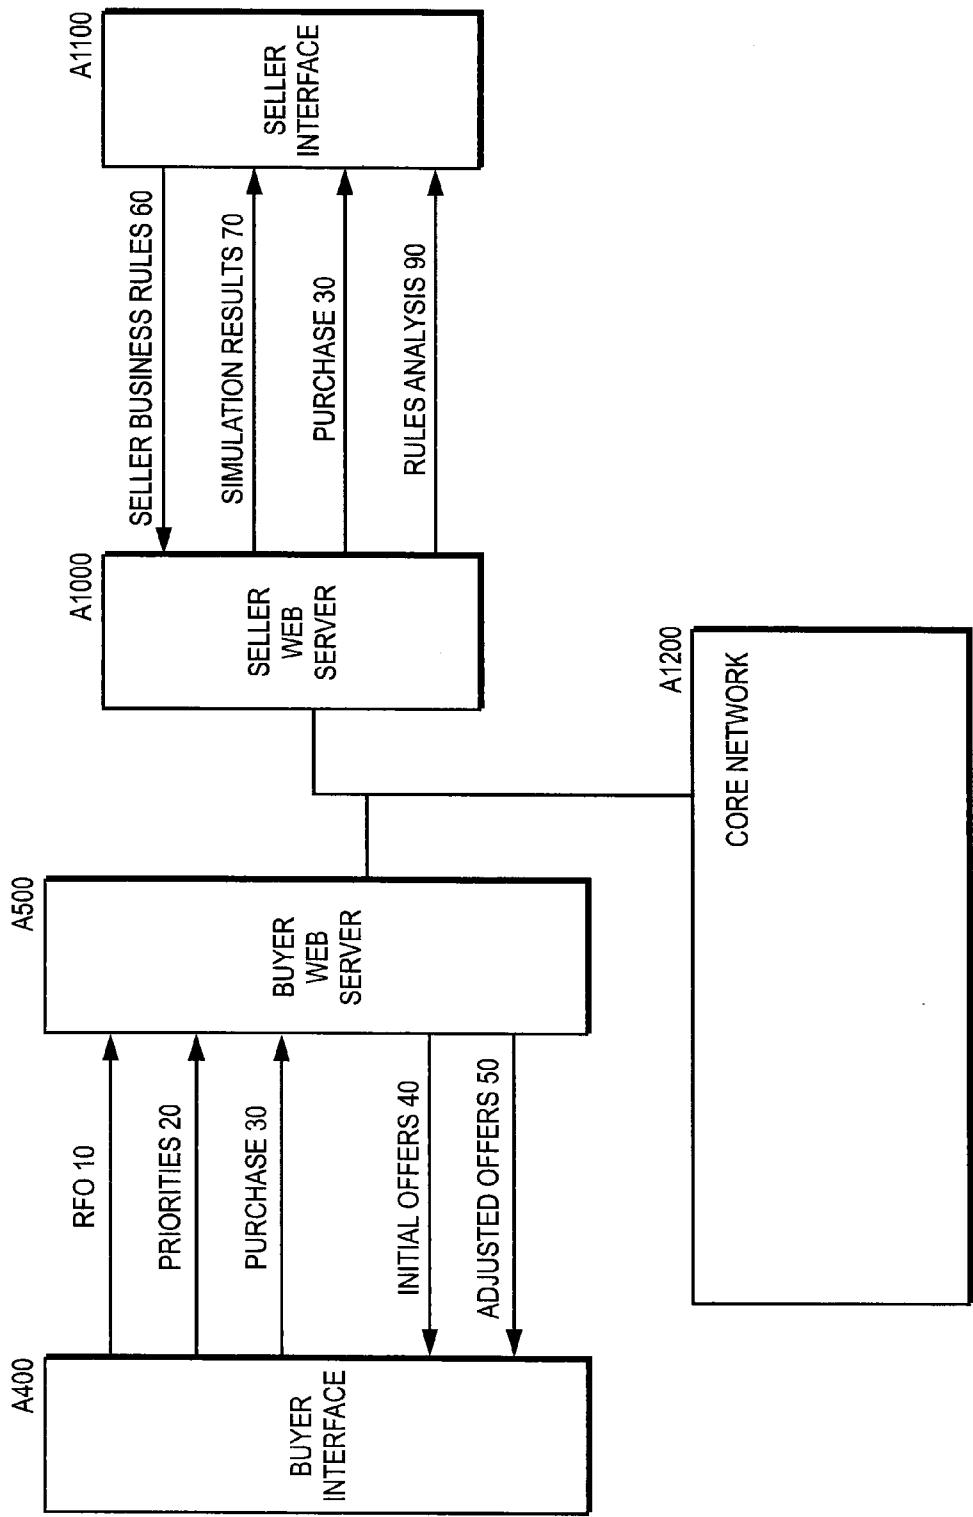 A400
BUYER
INTERFACE
RFO 10
PRIORITIES 20
PURCHASE 30
INITIAL OFFERS 40
ADJUSTED OFFERS 50
A500
BUYER
WEB
SERVER
A1000
SELLER
WEB
SERVER
SELLER BUSINESS RULES 60
SIMULATION RESULTS 70
PURCHASE 30
RULES ANALYSIS 90
A1100
SELLER
INTERFACE
A1200
CORE NETWORK